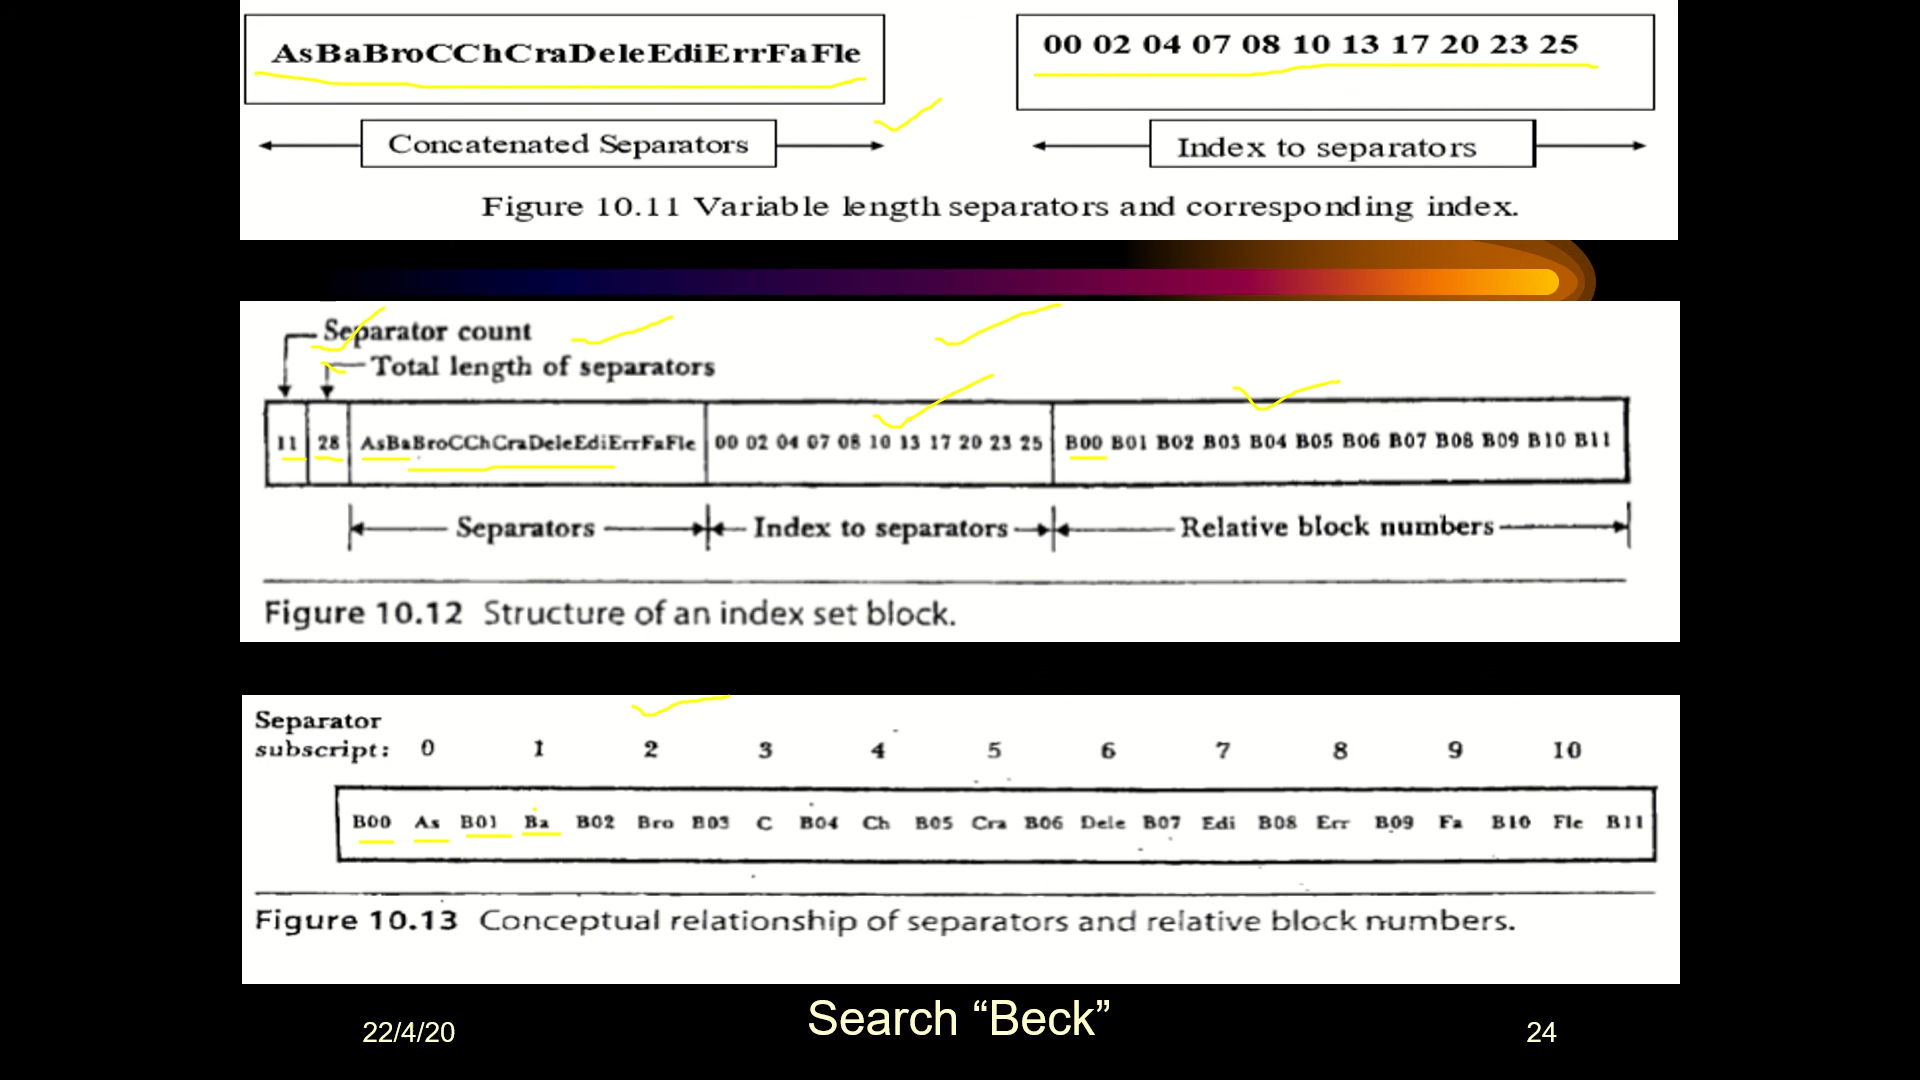 AsBaBroCChCraDeleEdiErrFaFle
00 02 04 07 08 10 13 17 20 23 25
Concatenated Separators
Index to separators
Figure 10.11 Variable length separators and corresponding index.
Separator count
Total length of separators
11 28 AsBaBroCChCraDeleEdiErrFaFle 00 02 04 07 08 10 13 17 20 23 25 B00 B01 B02 B03 B04 B05 B06 B07 B08 B09 B10 B11
Separators Index to separators Relative block numbers
Figure 10.12 Structure of an index set block.
Separator
subscript: 0 1 2 3 4 5 6 7 8 9 10
B00 As B01 Ba B02 Bro B03 C B04 Ch B05 Cra B06 Dele B07 Edi B08 Err B09 Fa B10 Fle B11
Figure 10.13 Conceptual relationship of separators and relative block numbers.
22/4/20
Search “Beck”
24